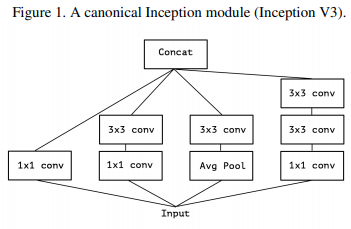 Figure 1. A canonical Inception module (Inception V3).
Concat
3x3 conv
3x3 conv 3x3 conv 3x3 conv
1x1 conv 1x1 conv Avg Pool 1x1 conv
Input